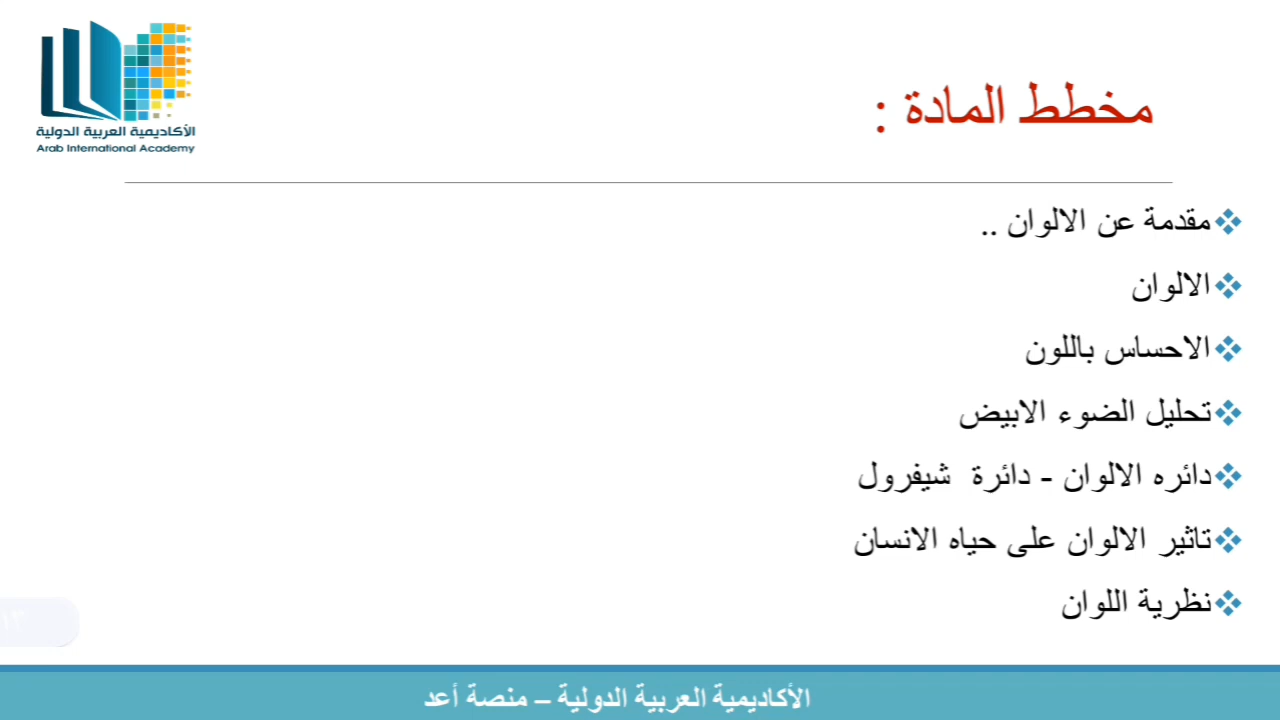 الأكاديمية العربية الدولية
Arab International Academy
مخطط المادة :
مقدمة عن الالوان ..
الالوان
الاحساس باللون
تحليل الضوء الابيض
دائره الالوان - دائرة شيفرول
تاثير الالوان على حياه الانسان
نظرية اللوان
١٣
الأكاديمية العربية الدولية – منصة أعد